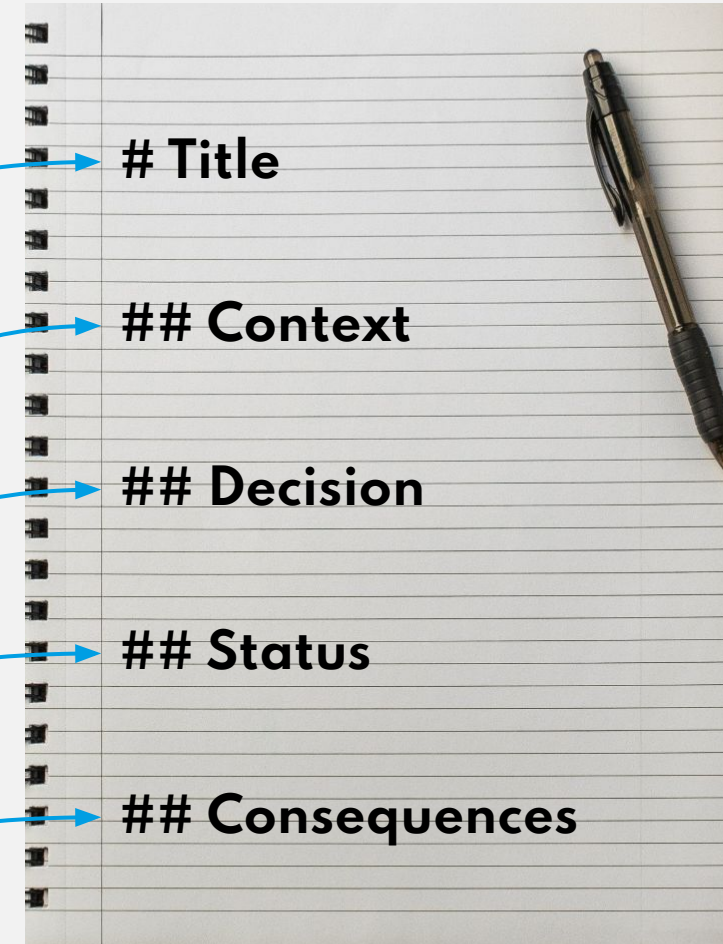 # Title
## Context
## Decision
## Status
## Consequences